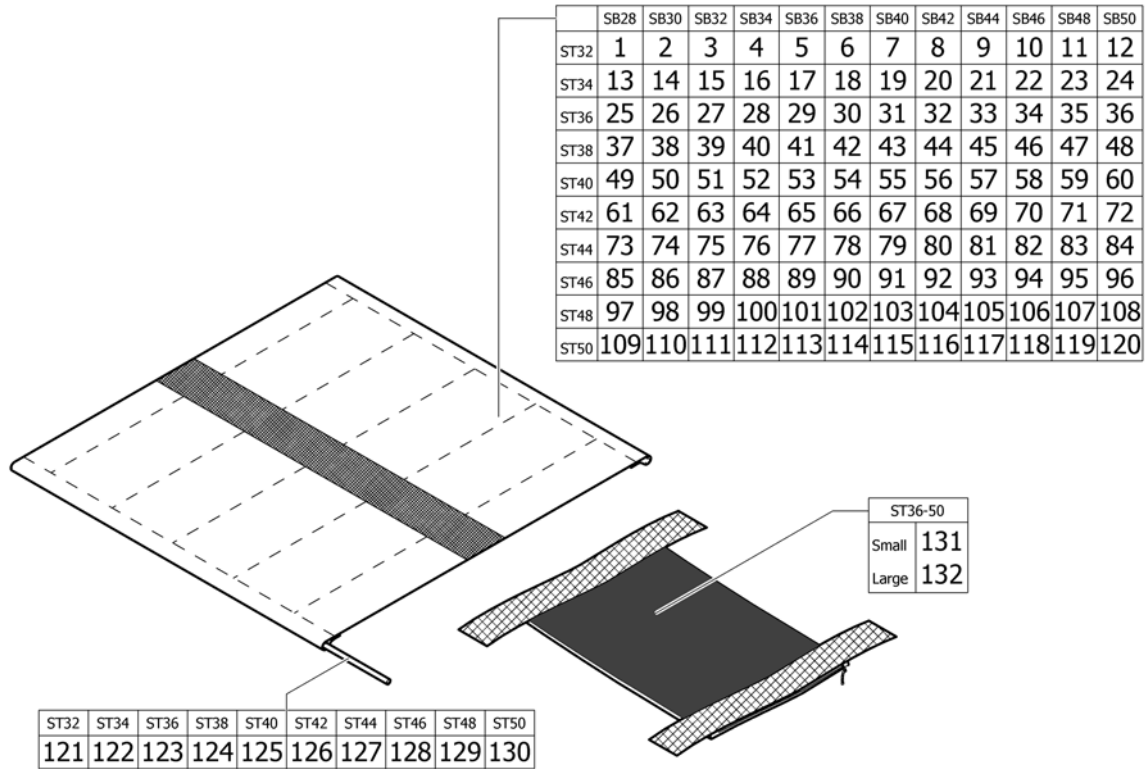 SB28 SB30 SB32 SB34 SB36 SB38 SB40 SB42 SB44 SB46 SB48 SB50
ST32 1 2 3 4 5 6 7 8 9 10 11 12
ST34 13 14 15 16 17 18 19 20 21 22 23 24
ST36 25 26 27 28 29 30 31 32 33 34 35 36
ST38 37 38 39 40 41 42 43 44 45 46 47 48
ST40 49 50 51 52 53 54 55 56 57 58 59 60
ST42 61 62 63 64 65 66 67 68 69 70 71 72
ST44 73 74 75 76 77 78 79 80 81 82 83 84
ST46 85 86 87 88 89 90 91 92 93 94 95 96
ST48 97 98 99 100 101 102 103 104 105 106 107 108
ST50 109 110 111 112 113 114 115 116 117 118 119 120
ST36-50
Small 131
Large 132
ST32 ST34 ST36 ST38 ST40 ST42 ST44 ST46 ST48 ST50
121 122 123 124 125 126 127 128 129 130